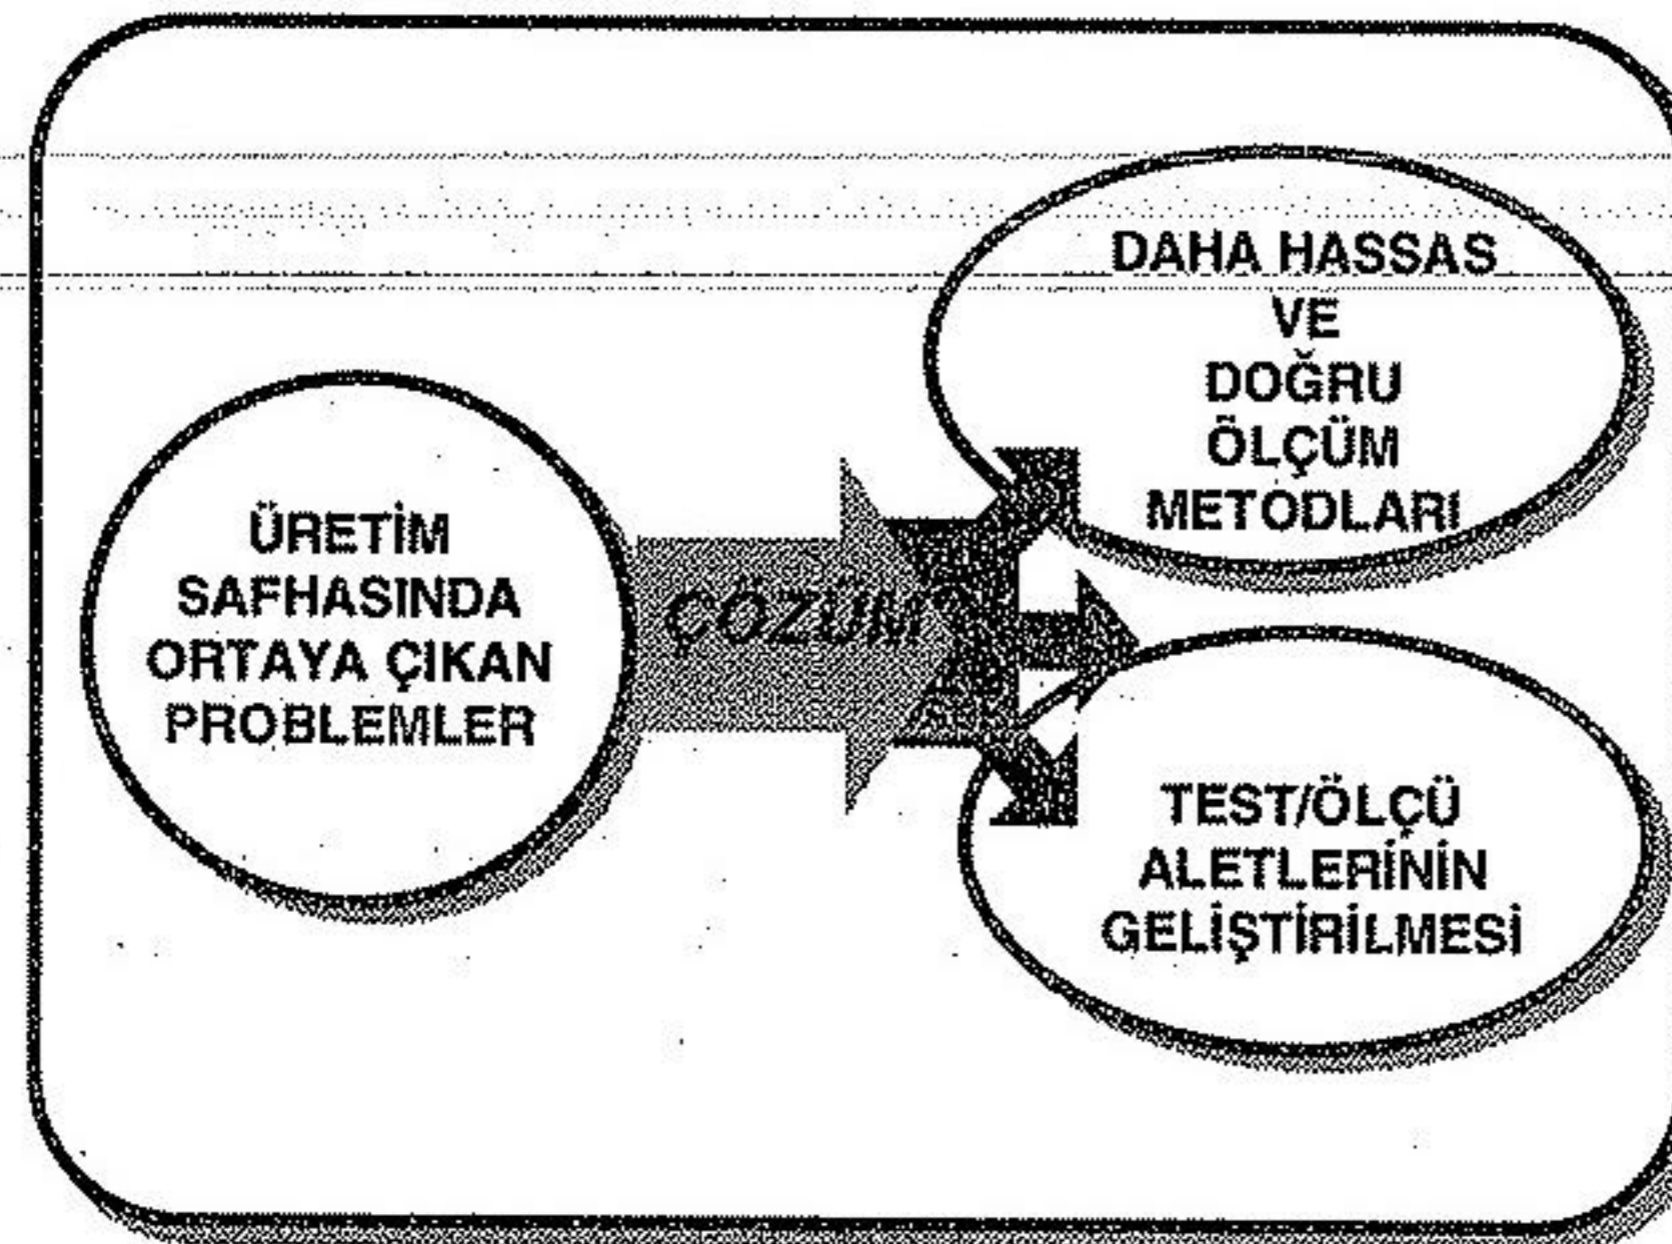 ÜRETİM
SAFHASINDA
ORTAYA ÇIKAN
PROBLEMLER
ÇÖZÜM
DAHA HASSAS
VE
DOĞRU
ÖLÇÜM
METODLARI
TEST/ÖLÇÜ
ALETLERİNİN
GELİŞTİRİLMESİ